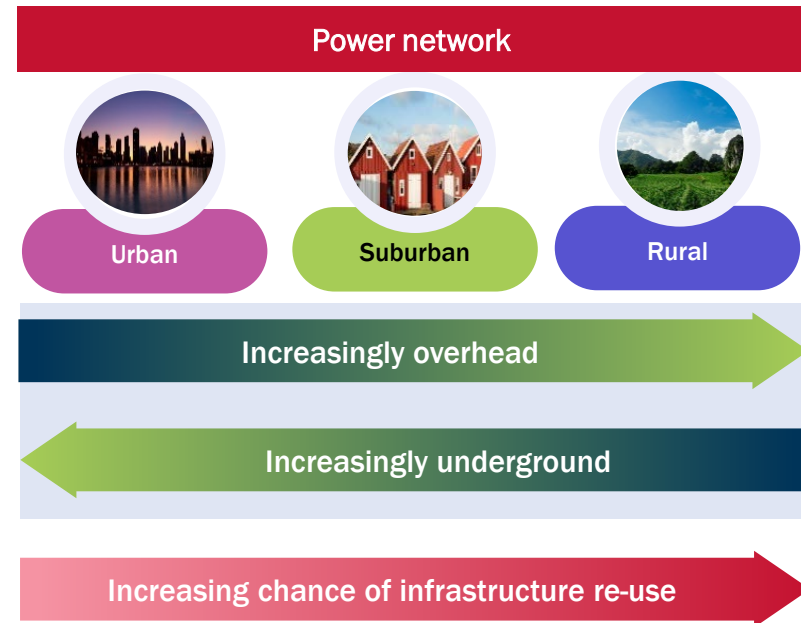 Power network
Urban
Suburban
Rural
Increasingly overhead
Increasingly underground
Increasing chance of infrastructure re-use